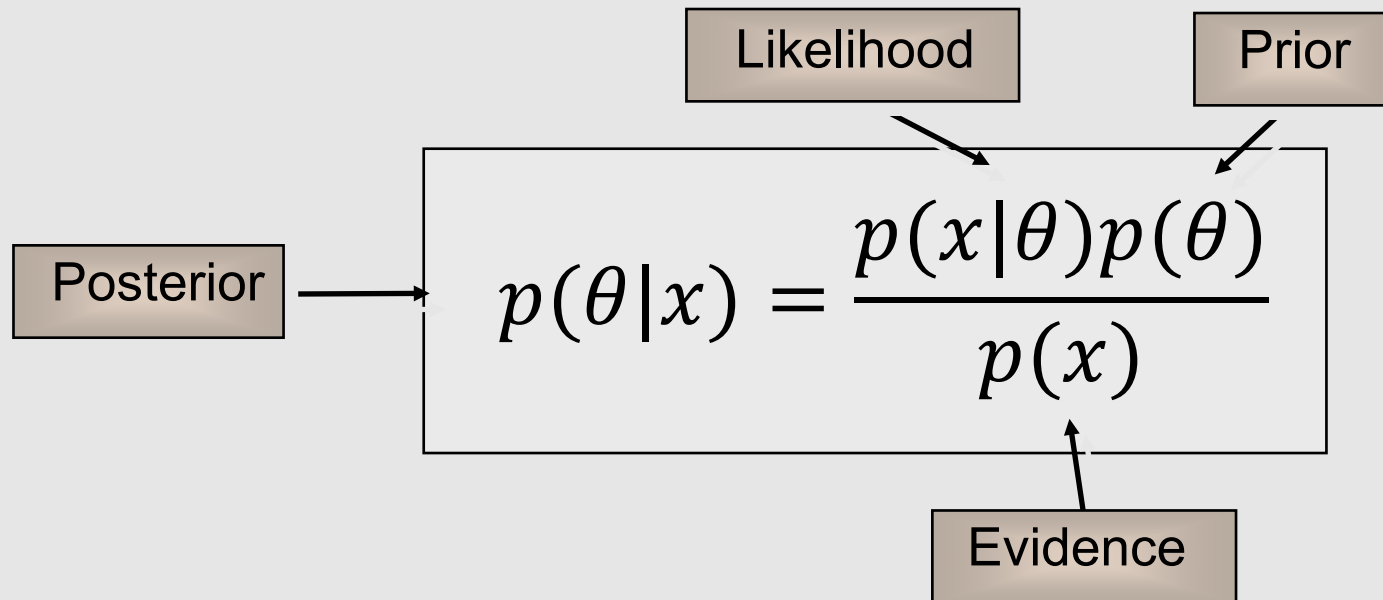 Likelihood
Prior
Posterior
p(θ|x) = p(x|θ)p(θ)
p(x)
Evidence